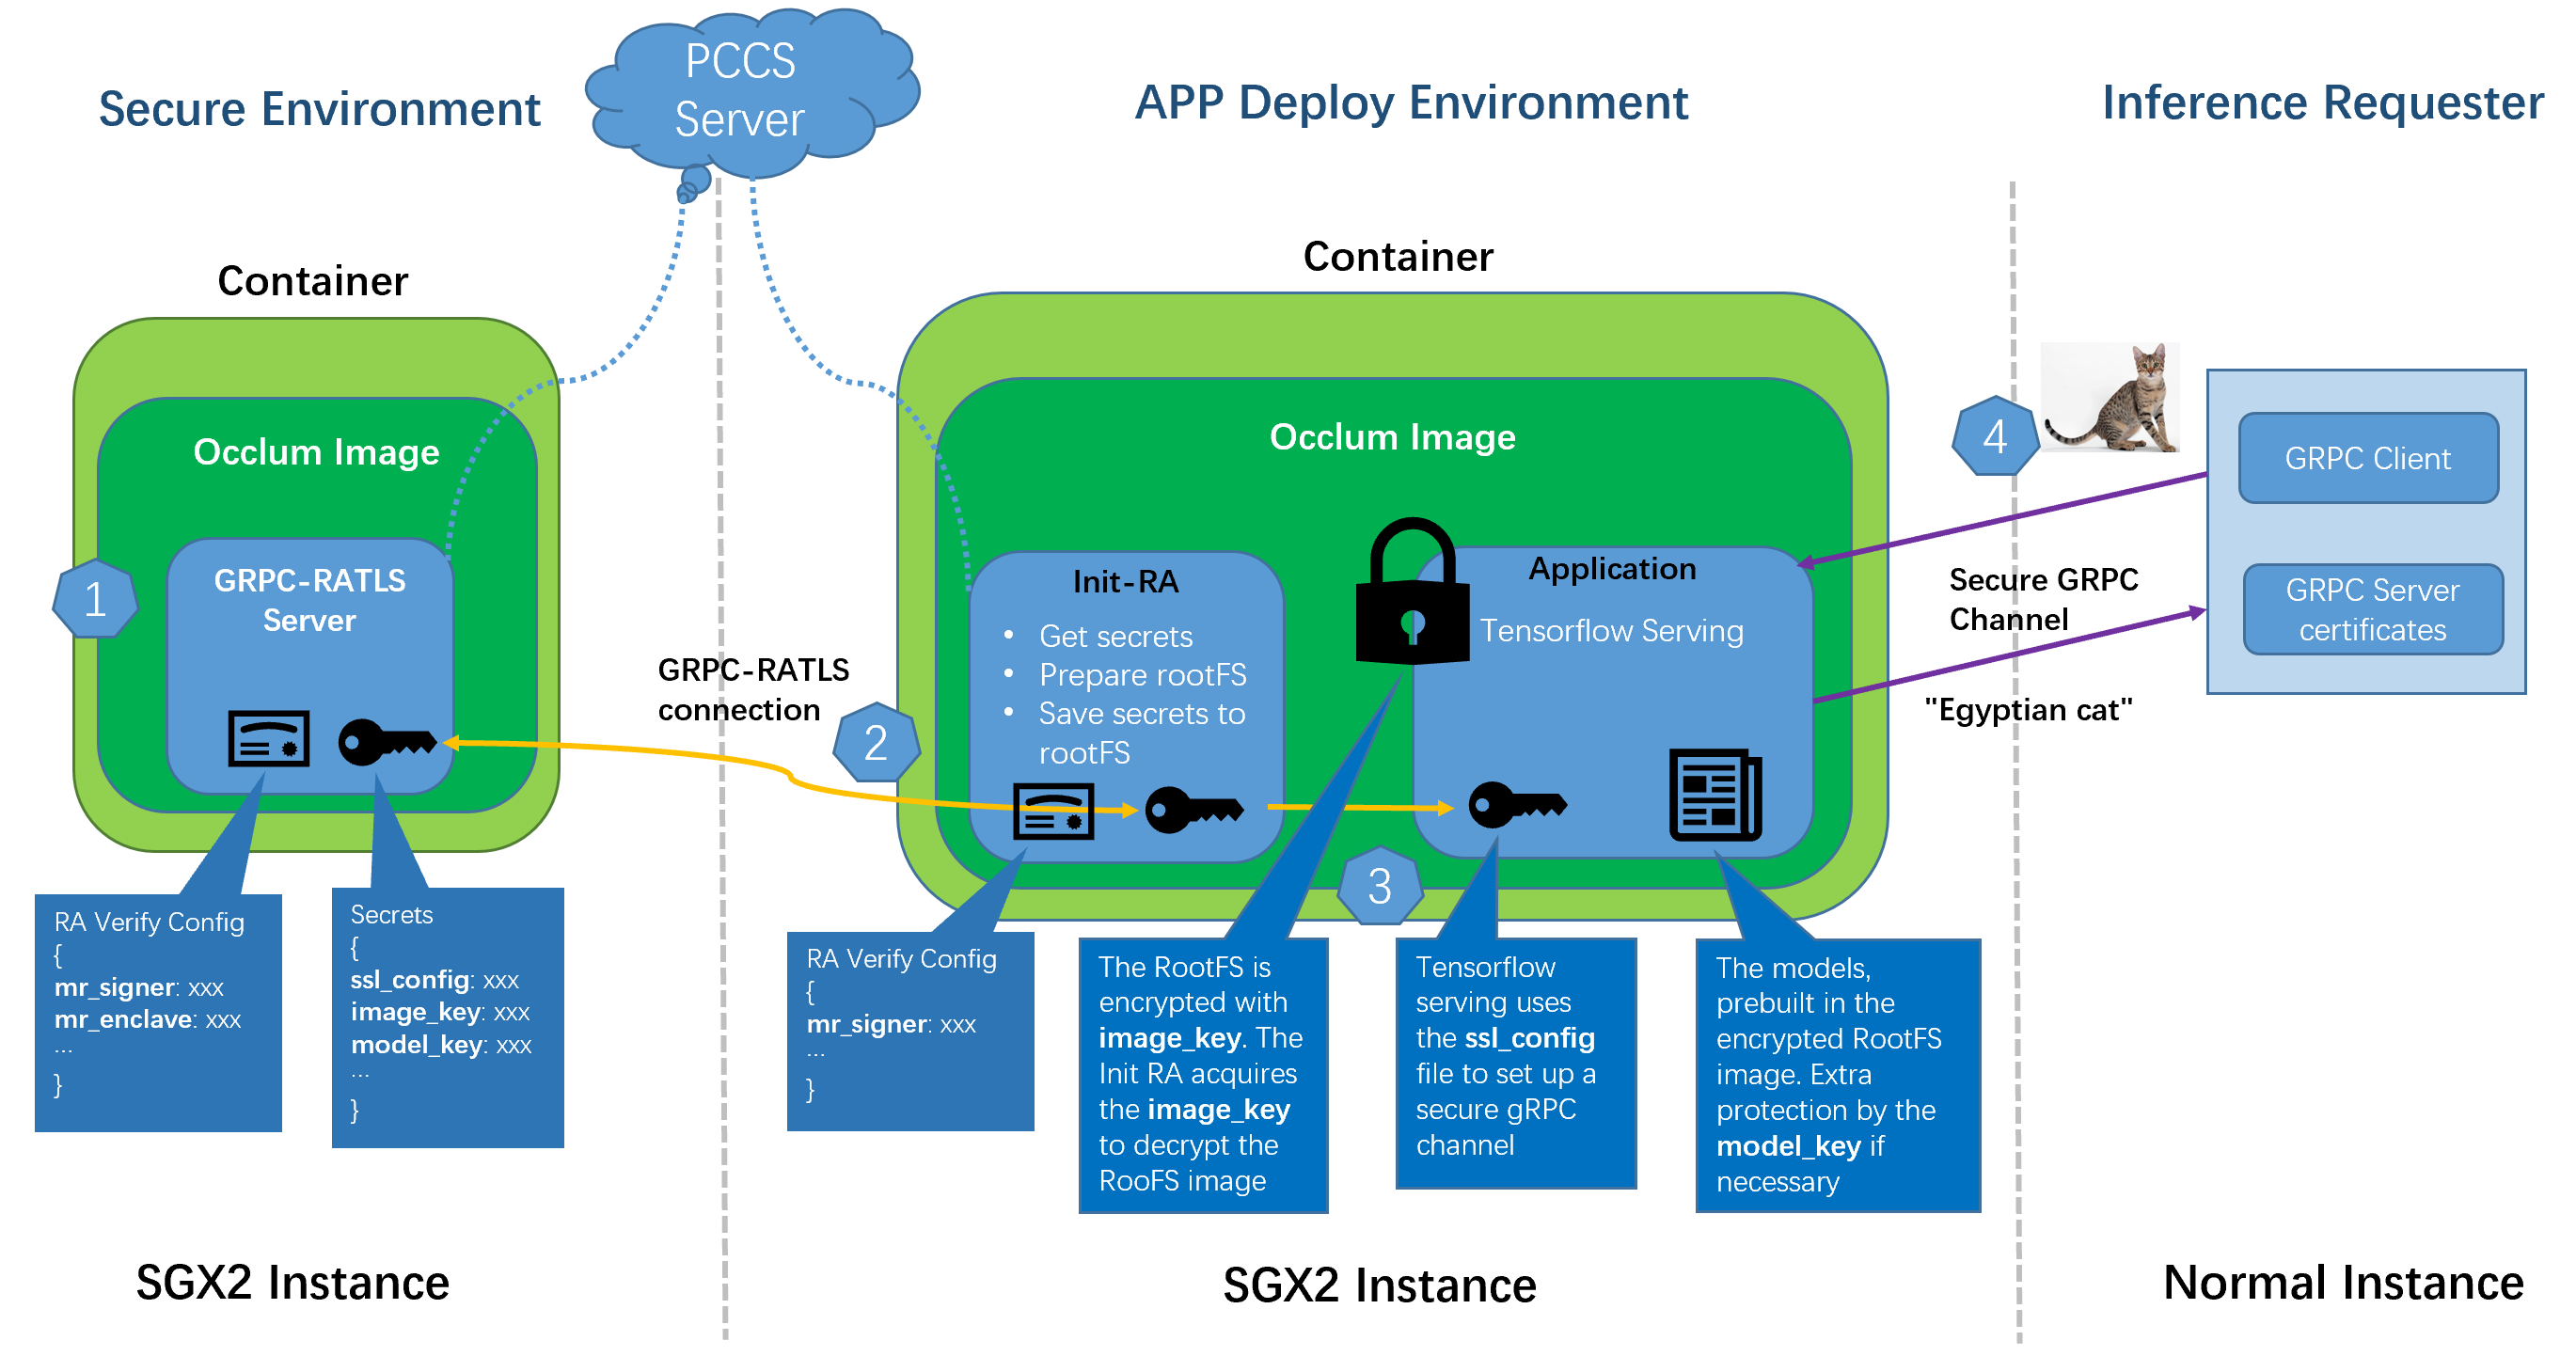 PCCS
Server
Secure Environment
APP Deploy Environment
Inference Requester
Container
Occlum Image
1
GRPC-RATLS
Server
RA Verify Config
{
mr_signer: xxx
mr_enclave: xxx
...
}
Secrets
{
ssl_config: xxx
image_key: xxx
model_key: xxx
...
}
SGX2 Instance
GRPC-RATLS
connection
2
Container
Occlum Image
Init-RA
• Get secrets
• Prepare rootFS
• Save secrets to
rootFS
Application
Tensorflow Serving
3
RA Verify Config
{
mr_signer: xxx
...
}
The RootFS is
encrypted with
image_key. The
Init RA acquires
the image_key
to decrypt the
RooFS image
Tensorflow
serving uses
the ssl_config
file to set up a
secure gRPC
channel
The models,
prebuilt in the
encrypted RootFS
image. Extra
protection by the
model_key if
necessary
SGX2 Instance
4
GRPC Client
Secure GRPC
Channel
GRPC Server
certificates
"Egyptian cat"
Normal Instance